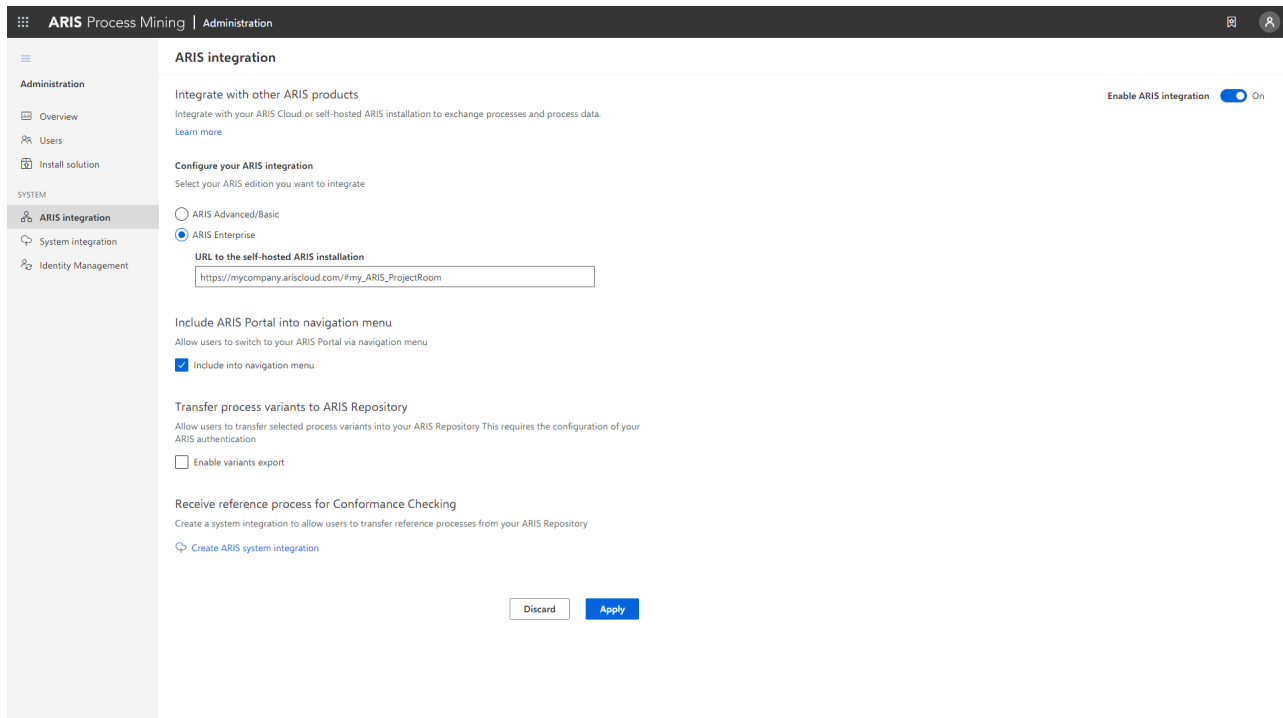 ARIS Process Mining | Administration
Administration
Overview
Users
Install solution
SYSTEM
ARIS integration
System integration
Identity Management
ARIS integration
Integrate with other ARIS products
Enable ARIS integration On
Integrate with your ARIS Cloud or self-hosted ARIS installation to exchange processes and process data.
Learn more
Configure your ARIS integration
Select your ARIS edition you want to integrate
ARIS Advanced/Basic
ARIS Enterprise
URL to the self-hosted ARIS installation
https://mycompany.ariscloud.com/#my_ARIS_ProjectRoom
Include ARIS Portal into navigation menu
Allow users to switch to your ARIS Portal via navigation menu
Include into navigation menu
Transfer process variants to ARIS Repository
Allow users to transfer selected process variants into your ARIS Repository This requires the configuration of your
ARIS authentication
Enable variants export
Receive reference process for Conformance Checking
Create a system integration to allow users to transfer reference processes from your ARIS Repository
Create ARIS system integration
Discard
Apply